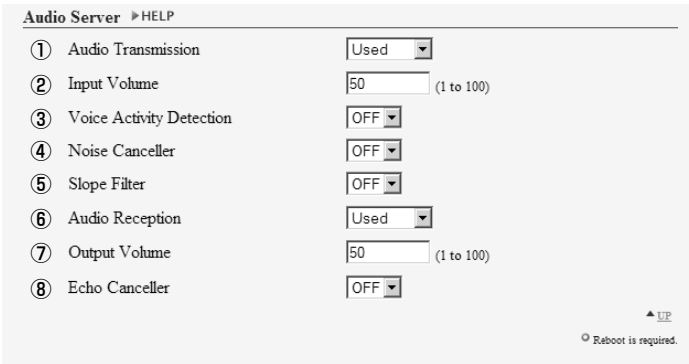 Audio Server ▶HELP
① Audio Transmission Used
② Input Volume 50 (1 to 100)
③ Voice Activity Detection OFF
④ Noise Canceller OFF
⑤ Slope Filter OFF
⑥ Audio Reception Used
⑦ Output Volume 50 (1 to 100)
⑧ Echo Canceller OFF
▲UP
Reboot is required.